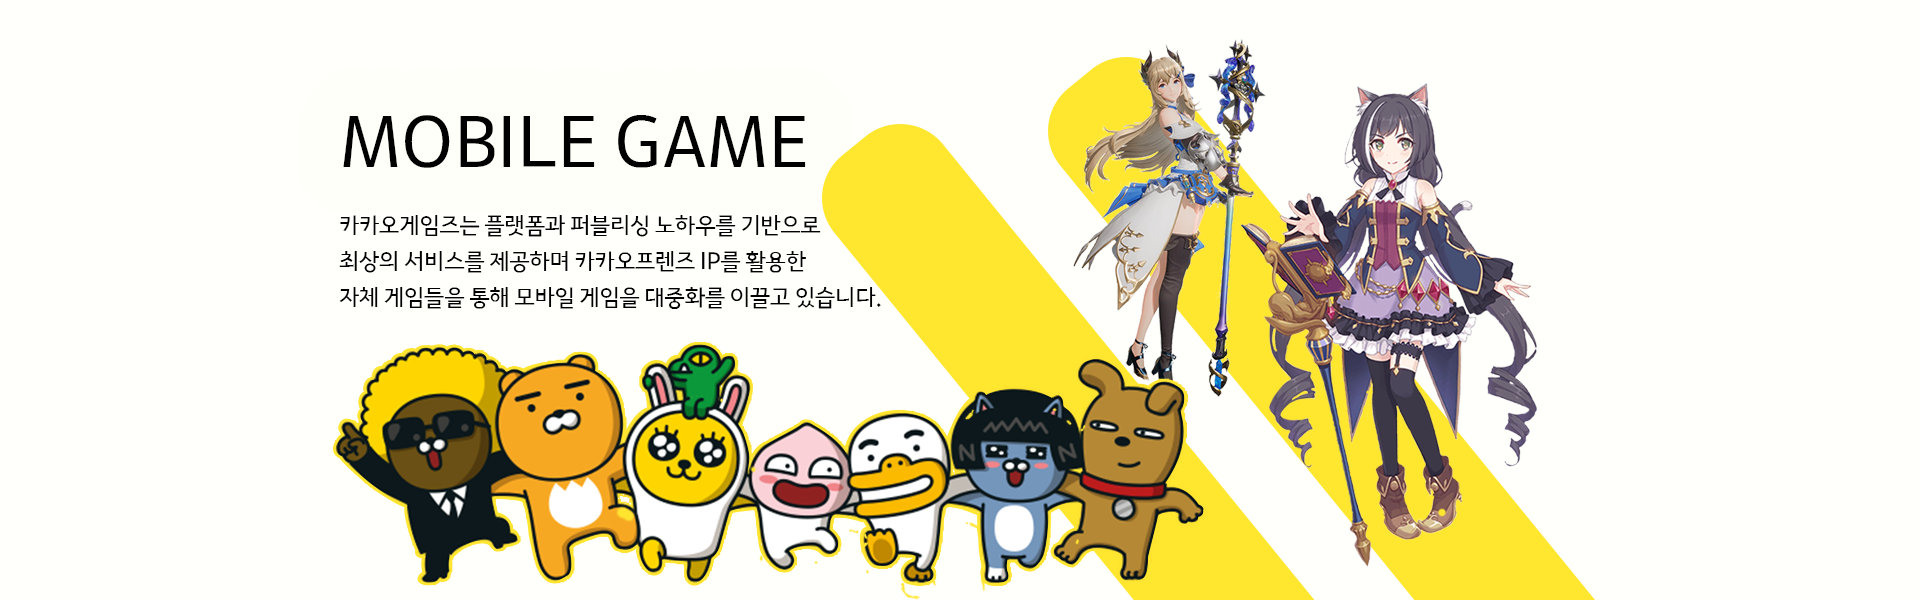 MOBILE GAME
카카오게임즈는 플랫폼과 퍼블리싱 노하우를 기반으로
최상의 서비스를 제공하며 카카오프렌즈 IP를 활용한
자체 게임들을 통해 모바일 게임을 대중화를 이끌고 있습니다.